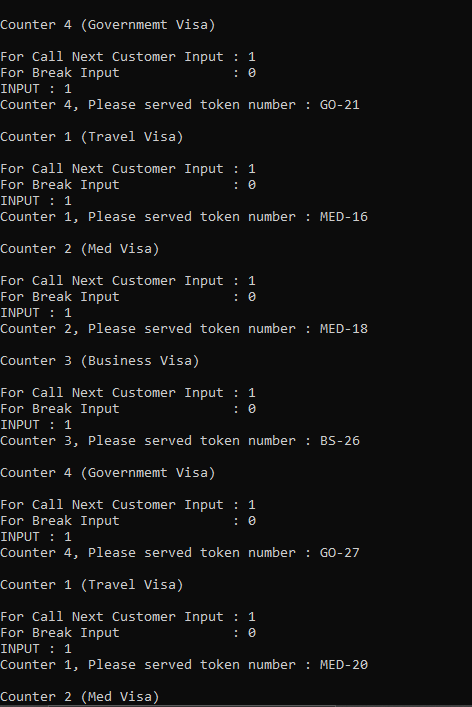 Counter 4 (Governmemt Visa)
For Call Next Customer Input : 1
For Break Input              : 0
INPUT : 1
Counter 4, Please served token number : GO-21
Counter 1 (Travel Visa)
For Call Next Customer Input : 1
For Break Input              : 0
INPUT : 1
Counter 1, Please served token number : MED-16
Counter 2 (Med Visa)
For Call Next Customer Input : 1
For Break Input              : 0
INPUT : 1
Counter 2, Please served token number : MED-18
Counter 3 (Business Visa)
For Call Next Customer Input : 1
For Break Input              : 0
INPUT : 1
Counter 3, Please served token number : BS-26
Counter 4 (Governmemt Visa)
For Call Next Customer Input : 1
For Break Input              : 0
INPUT : 1
Counter 4, Please served token number : GO-27
Counter 1 (Travel Visa)
For Call Next Customer Input : 1
For Break Input              : 0
INPUT : 1
Counter 1, Please served token number : MED-20
Counter 2 (Med Visa)